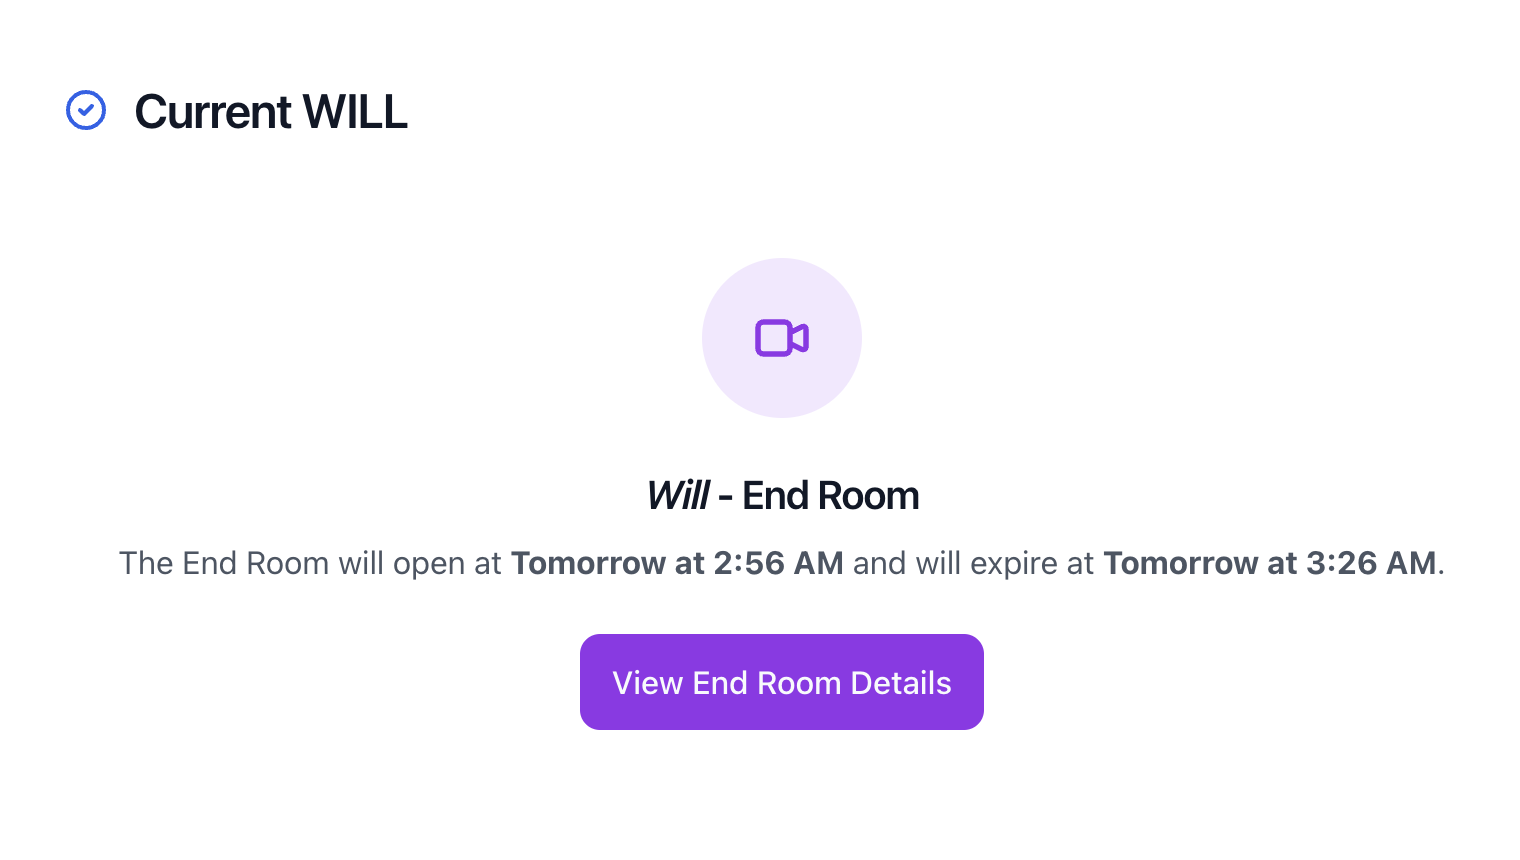 Current WILL
Will - End Room
The End Room will open at Tomorrow at 2:56 AM and will expire at Tomorrow at 3:26 AM.
View End Room Details